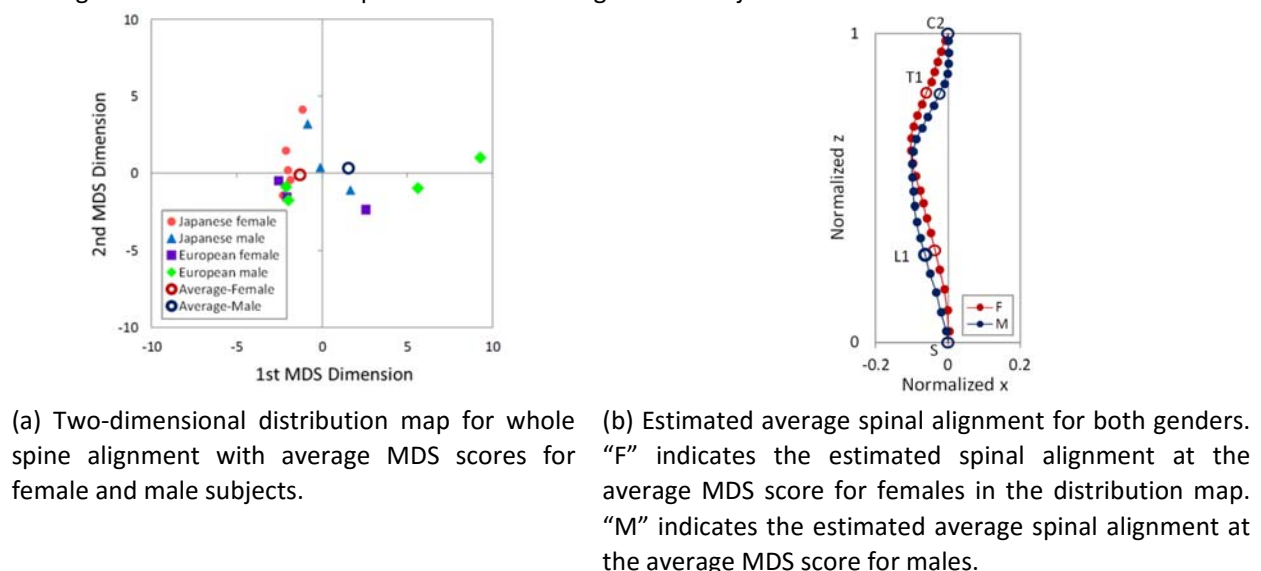 10
5
0
-5
-10
-10
-5
0
5
10
2nd MDS Dimension
1st MDS Dimension
Japanese female
Japanese male
European female
European male
Average-Female
Average-Male
C2
1
T1
Normalized z
L1
F
M
0
S
-0.2
0
0.2
Normalized x
(a) Two-dimensional distribution map for whole
spine alignment with average MDS scores for
female and male subjects.
(b) Estimated average spinal alignment for both genders.
“F” indicates the estimated spinal alignment at the
average MDS score for females in the distribution map.
“M” indicates the estimated average spinal alignment at
the average MDS score for males.